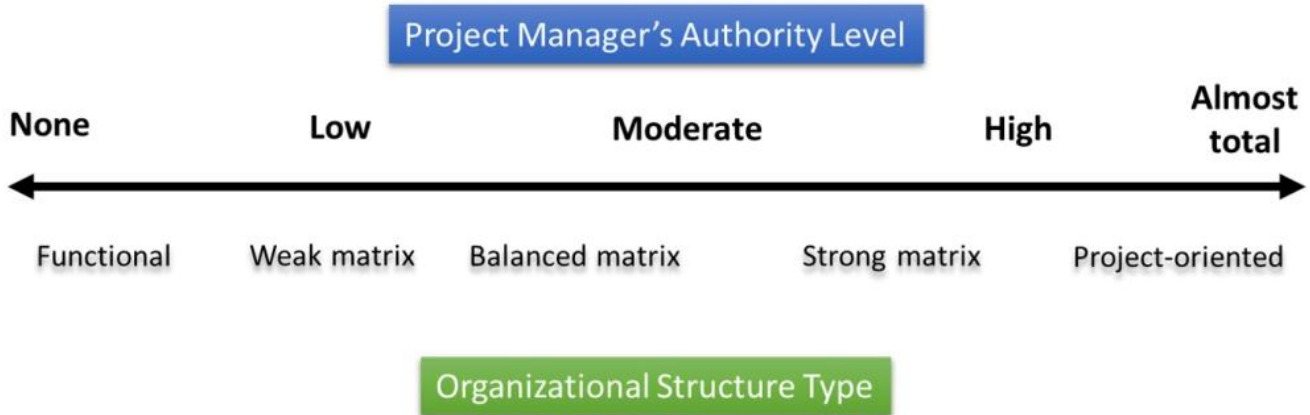 Project Manager’s Authority Level
None Low Moderate High Almost total
Functional Weak matrix Balanced matrix Strong matrix Project-oriented
Organizational Structure Type